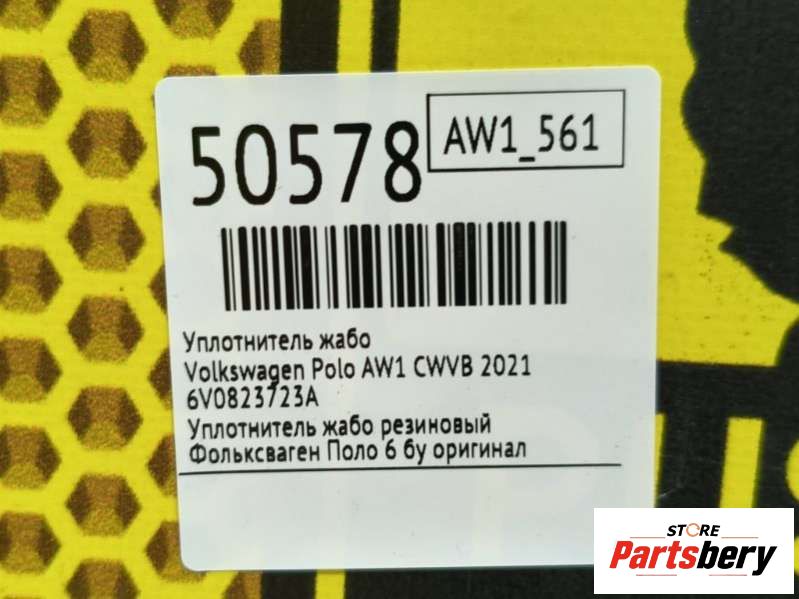 50578
AW1_561
Уплотнитель жабо
Volkswagen Polo AW1 CWVB 2021
6V0823723A
Уплотнитель жабо резиновый
Фольксваген Поло 6 бу оригинал
STORE
Partsbery